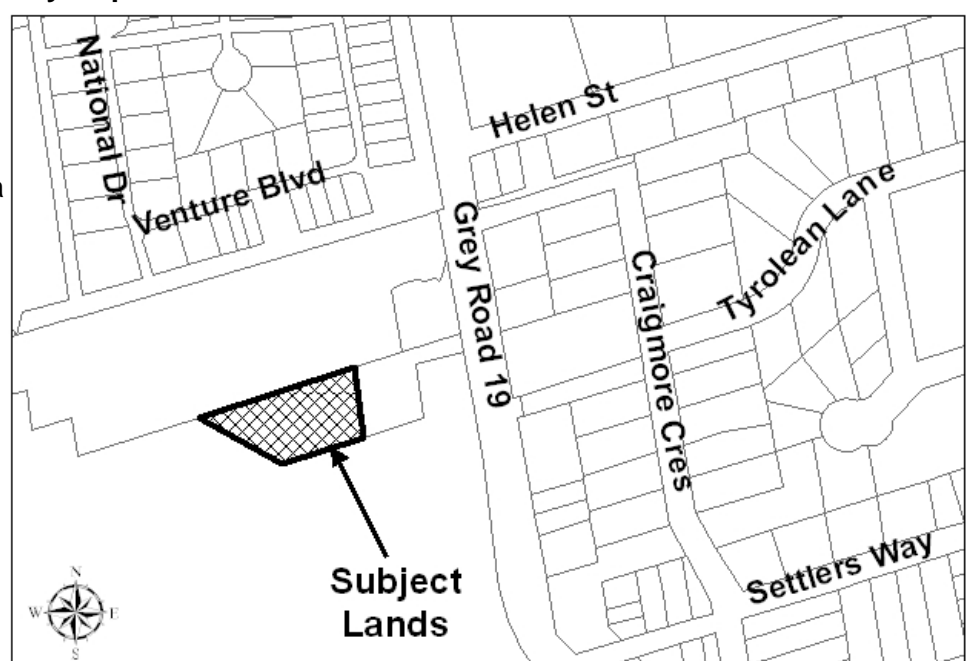 National Dr
Helen St
Venture Blvd
Grey Road 19
Tyrolean Lane
Craigmore Cres
Settlers Way
Subject
Lands
N
W
E
S